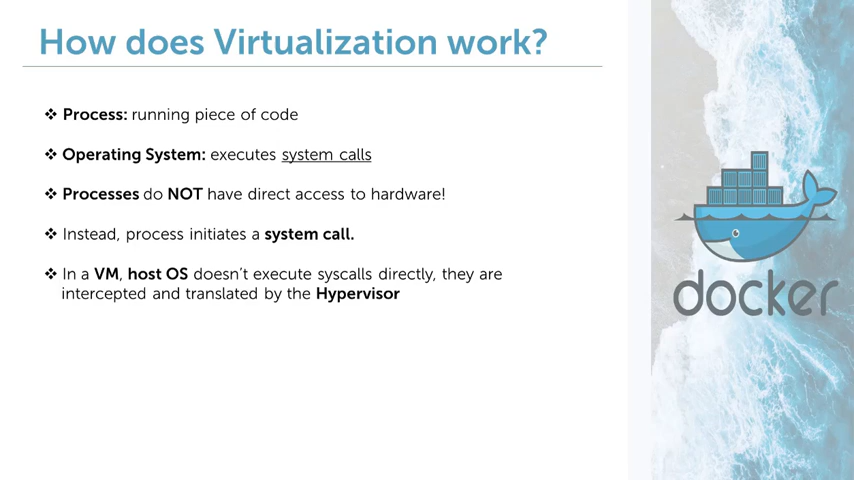 How does Virtualization work?
❖ Process: running piece of code
❖ Operating System: executes system calls
❖ Processes do NOT have direct access to hardware!
❖ Instead, process initiates a system call.
❖ In a VM, host OS doesn't execute syscalls directly, they are
intercepted and translated by the Hypervisor
docker